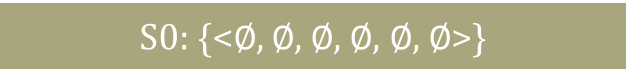 S0: {<∅, ∅, ∅, ∅, ∅, ∅>}